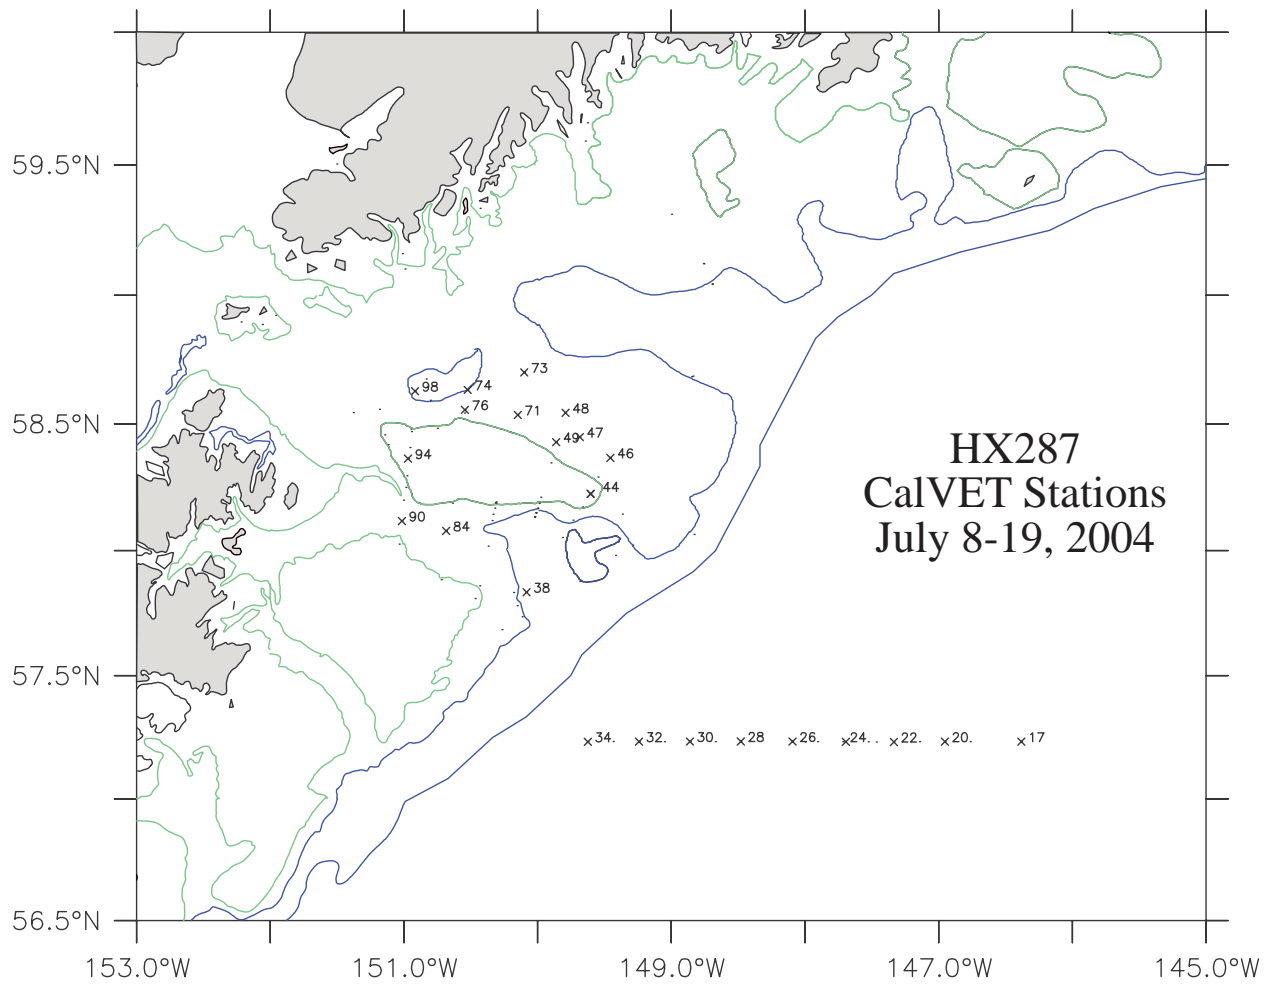 59.5°N
73
98
74
76
71
48
58.5°N
49
47
HX287
94
46
CalVET Stations
44
90
84
July 8-19, 2004
38
57.5°N
34. 32. 30. 28 26. 24. . 22. 20. 17
56.5°N
153.0°W 151.0°W 149.0°W 147.0°W 145.0°W